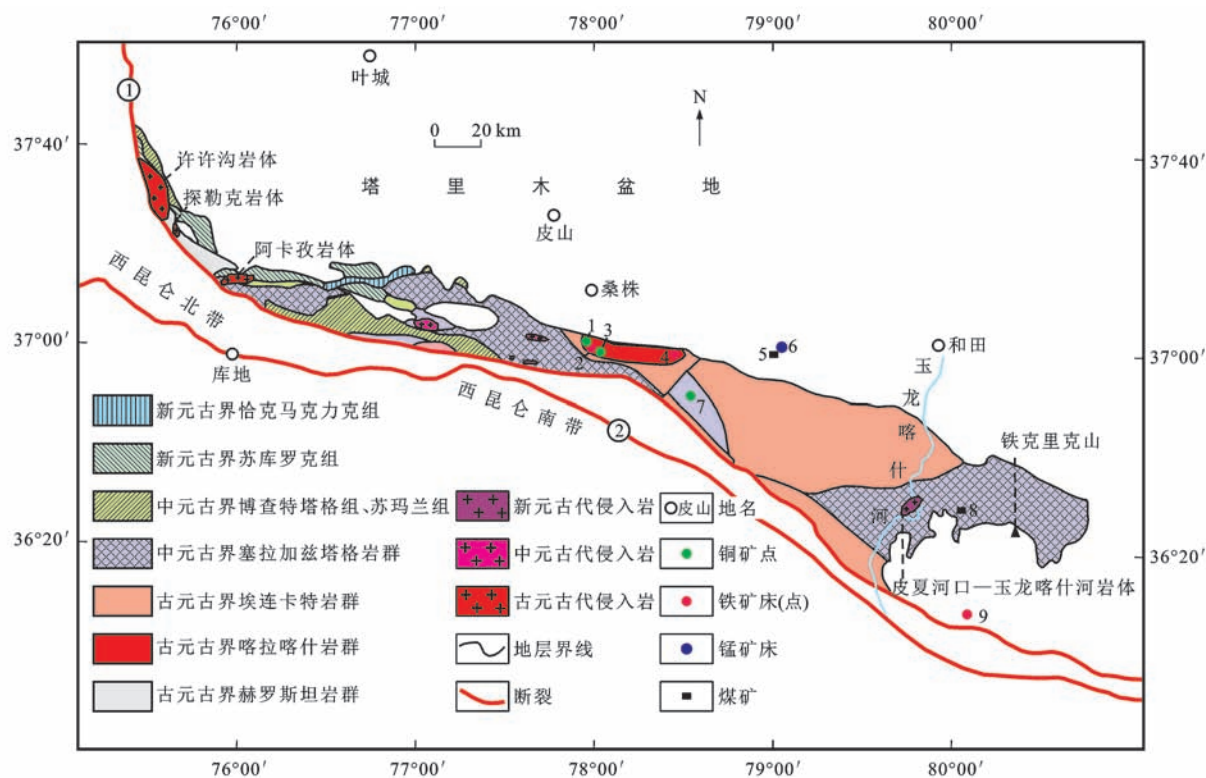 76°00′ 77°00′ 78°00′ 79°00′ 80°00′
叶城
①
N
0 20 km
37°40′ 37°40′
许许沟岩体
塔里木盆地
探勒克岩体
皮山
阿卡孜岩体
西昆仑北带
桑株
37°00′ 37°00′
1 3 5 6 和田
2 4
库地
玉龙喀什河
7
西昆仑南带
②
铁克里克山
8
36°20′ 36°20′
皮夏河口—玉龙喀什河岩体
9
新元古界恰克马克力克组
新元古界苏库罗克组
中元古界博查特塔格组、苏玛兰组
中元古界塞拉加兹塔格岩群
古元古界埃连卡特岩群
古元古界喀拉喀什岩群
古元古界赫罗斯坦岩群
新元古代侵入岩
中元古代侵入岩
古元古代侵入岩
地层界线
断裂
皮山 地名
铜矿点
铁矿床(点)
锰矿床
煤矿
76°00′ 77°00′ 78°00′ 79°00′ 80°00′